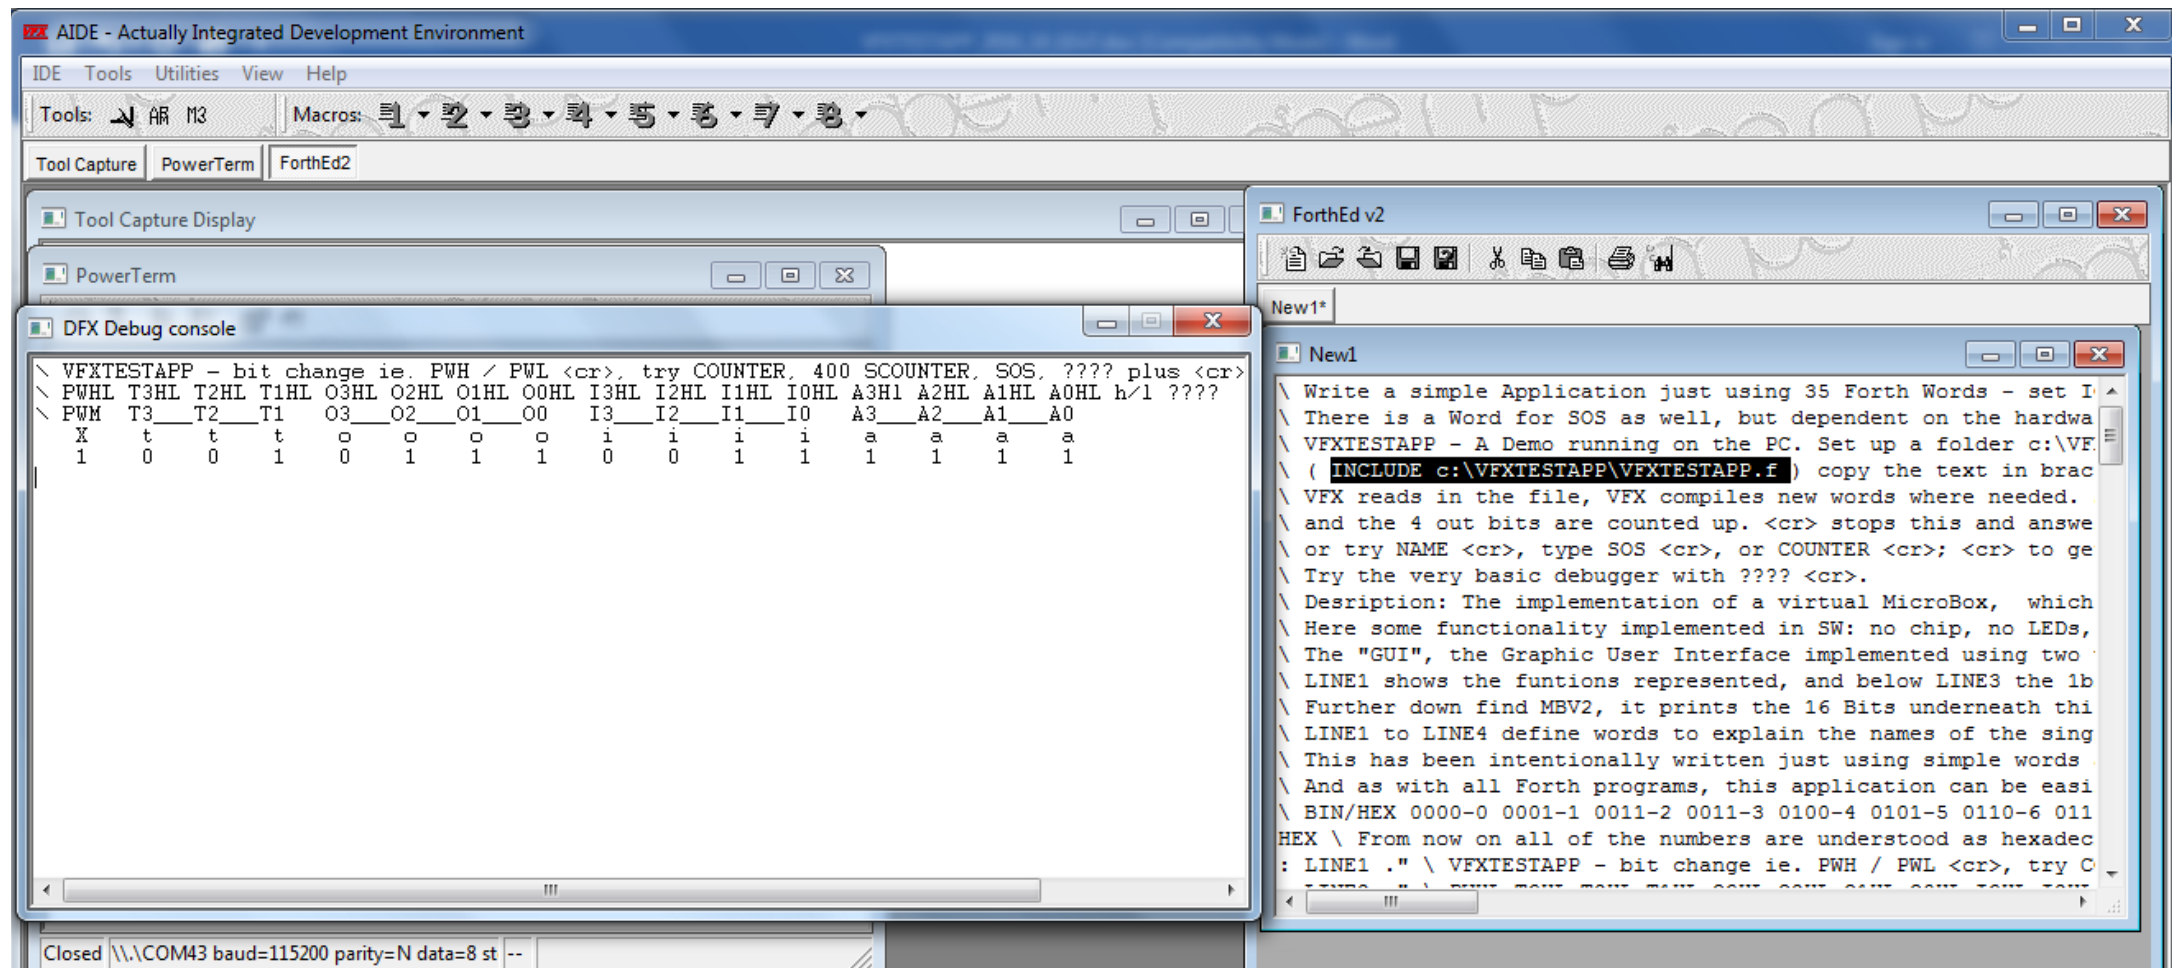 AIDE - Actually Integrated Development Environment
IDE Tools Utilities View Help
Tools: AR M3 Macros: 1 2 3 4 5 6 7 8
Tool Capture PowerTerm ForthEd2
Tool Capture Display
PowerTerm
DFX Debug console
\ VFXTESTAPP - bit change ie. PWH / PWL <cr>, try COUNTER, 400 SCOUNTER, SOS, ???? plus <cr>
\ PWHL T3HL T2HL T1HL O3HL O2HL O1HL O0HL I3HL I2HL I1HL I0HL A3Hl A2HL A1HL A0HL h/l ????
\ PWM T3___T2___T1 O3___O2___O1___O0 I3___I2___I1___I0 A3___A2___A1___A0
X t t t o o o o i i i i a a a a
1 0 0 1 0 1 1 1 0 0 1 1 1 1 1 1
Closed \\.\COM43 baud=115200 parity=N data=8 st --
ForthEd v2
New1*
New1
\ Write a simple Application just using 35 Forth Words - set I
\ There is a Word for SOS as well, but dependent on the hardwa
\ VFXTESTAPP - A Demo running on the PC. Set up a folder c:\VF
\ ( INCLUDE c:\VFXTESTAPP\VFXTESTAPP.f ) copy the text in brac
\ VFX reads in the file, VFX compiles new words where needed.
\ and the 4 out bits are counted up. <cr> stops this and answe
\ or try NAME <cr>, type SOS <cr>, or COUNTER <cr>; <cr> to ge
\ Try the very basic debugger with ???? <cr>.
\ Desription: The implementation of a virtual MicroBox, which
\ Here some functionality implemented in SW: no chip, no LEDs,
\ The "GUI", the Graphic User Interface implemented using two
\ LINE1 shows the funtions represented, and below LINE3 the 1b
\ Further down find MBV2, it prints the 16 Bits underneath thi
\ LINE1 to LINE4 define words to explain the names of the sing
\ This has been intentionally written just using simple words
\ And as with all Forth programs, this application can be easi
\ BIN/HEX 0000-0 0001-1 0011-2 0011-3 0100-4 0101-5 0110-6 011
HEX \ From now on all of the numbers are understood as hexadec
: LINE1 ." \ VFXTESTAPP - bit change ie. PWH / PWL <cr>, try C